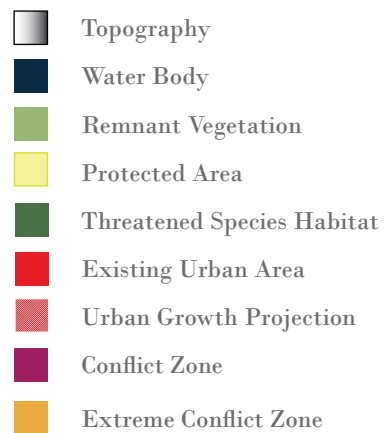 Topography
Water Body
Remnant Vegetation
Protected Area
Threatened Species Habitat
Existing Urban Area
Urban Growth Projection
Conflict Zone
Extreme Conflict Zone